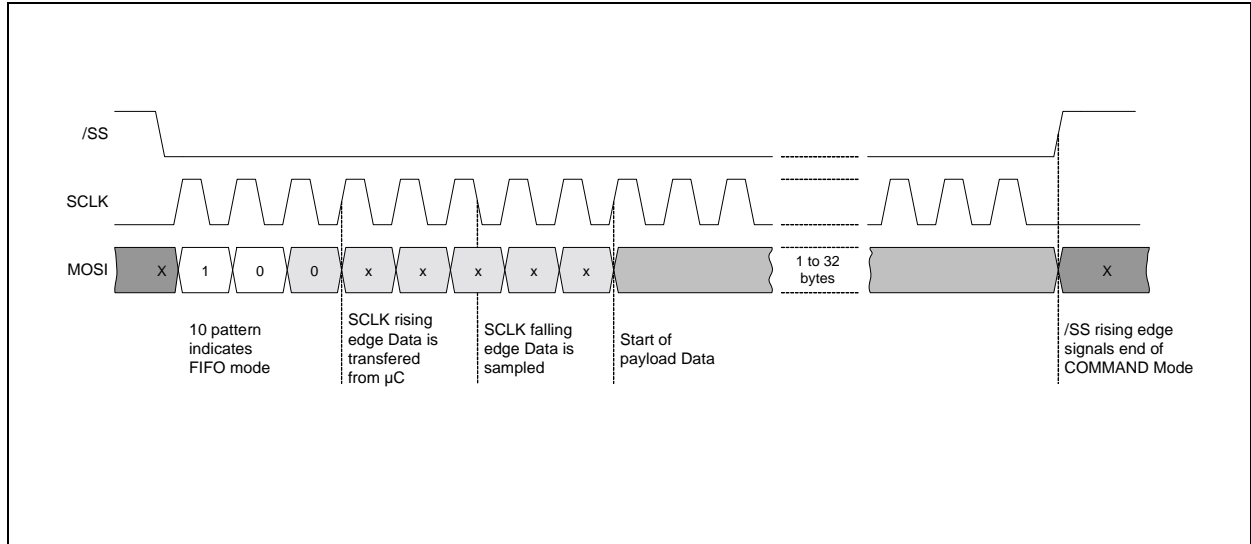 /SS
SCLK
MOSI
X 1 0 0 x x x x x
1 to 32
bytes
X
10 pattern
indicates
FIFO mode
SCLK rising
edge Data is
transfered
from µC
SCLK falling
edge Data is
sampled
Start of
payload Data
/SS rising edge
signals end of
COMMAND Mode